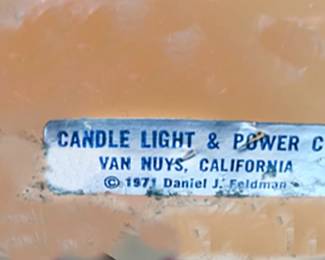 CANDLE LIGHT & POWER C
VAN NUYS, CALIFORNIA
© 1971 Daniel J. Feldman